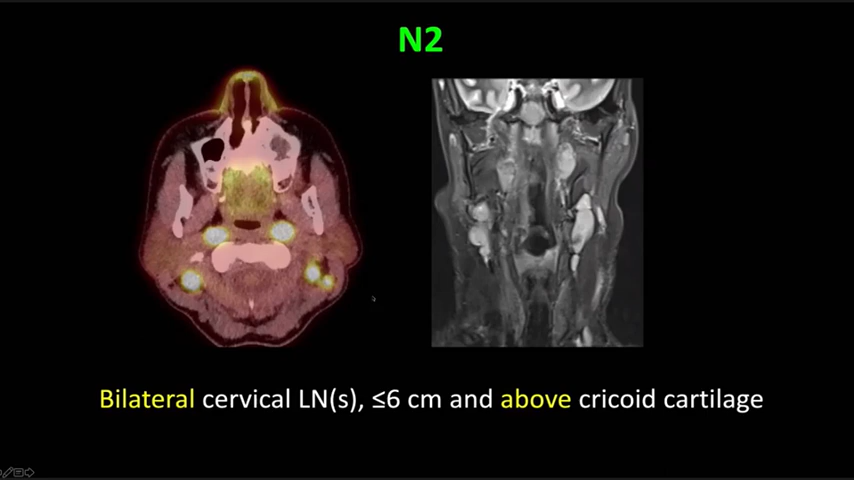 N2
Bilateral cervical LN(s), ≤6 cm and above cricoid cartilage